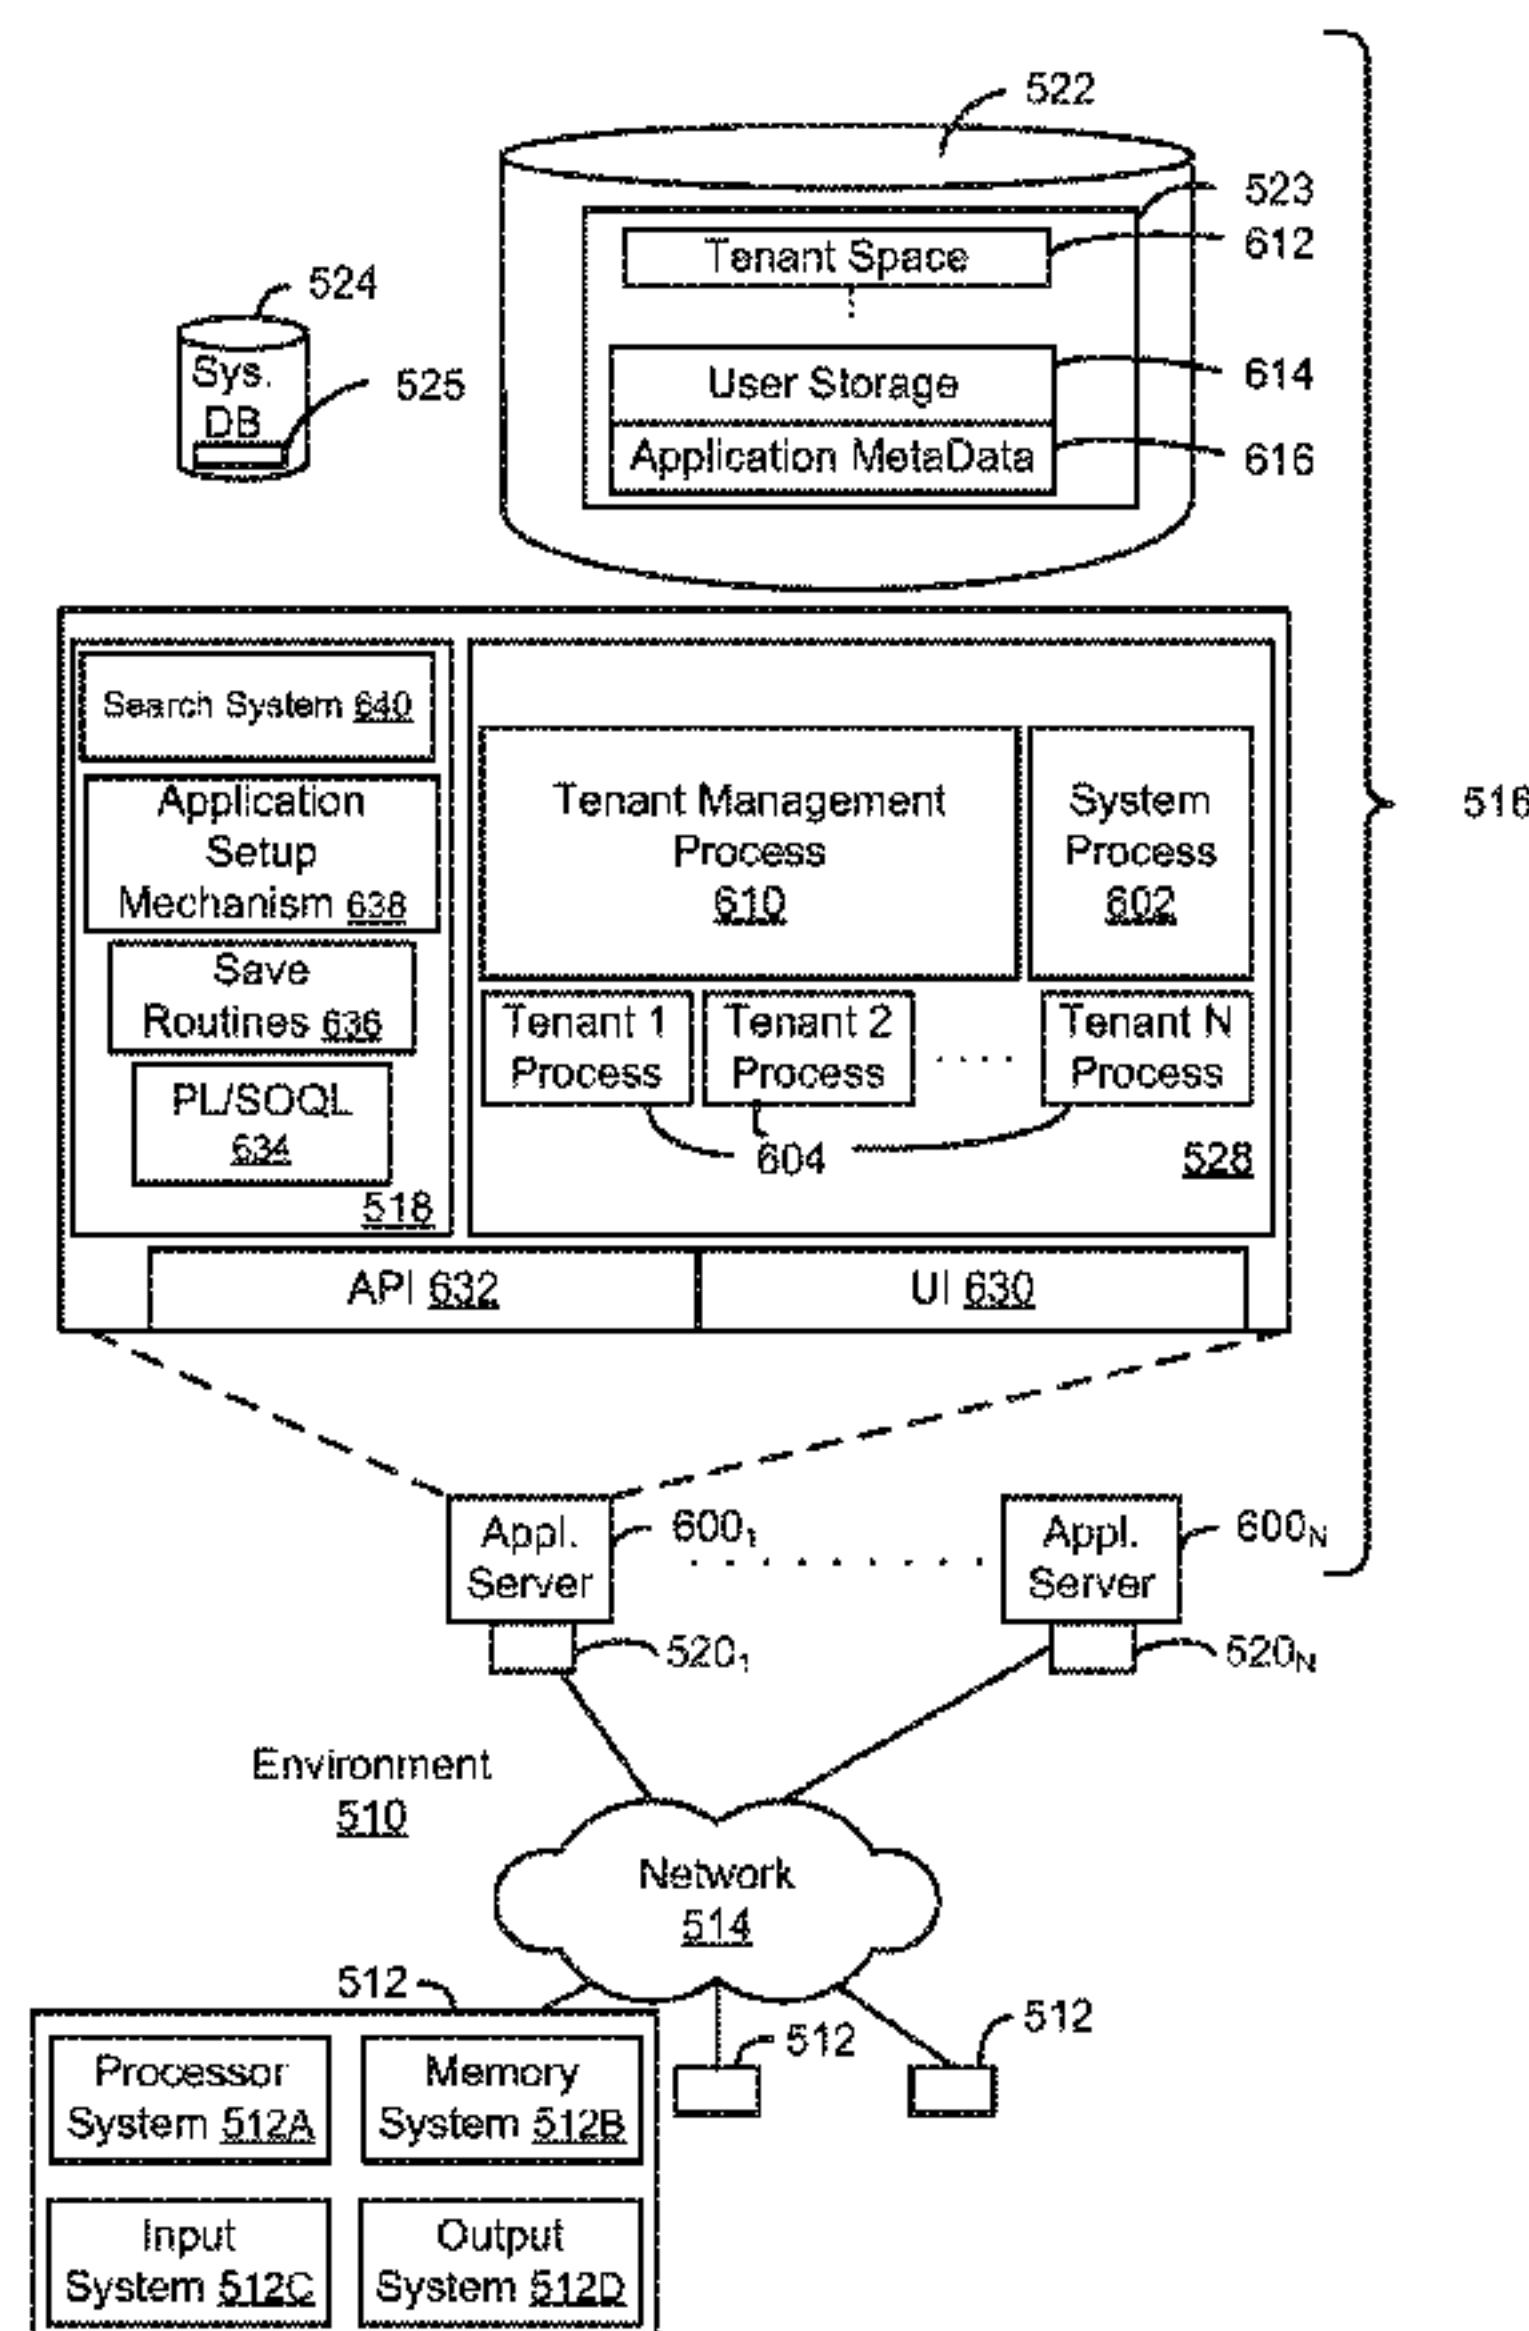 522
523
Tenant Space
612
524
Sys.
DB
525
User Storage
614
Application MetaData
616
Search System 640
Application
Setup
Mechanism 638
Save
Routines 636
PL/SOQL
634
518
Tenant Management
Process
610
System
Process
602
516
Tenant 1
Process
Tenant 2
Process
Tenant N
Process
604
528
API 632
UI 630
Appl.
Server
600₁
Appl.
Server
600N
520₁
520N
Environment
510
Network
514
512
512
512
Processor
System 512A
Memory
System 512B
Input
System 512C
Output
System 512D